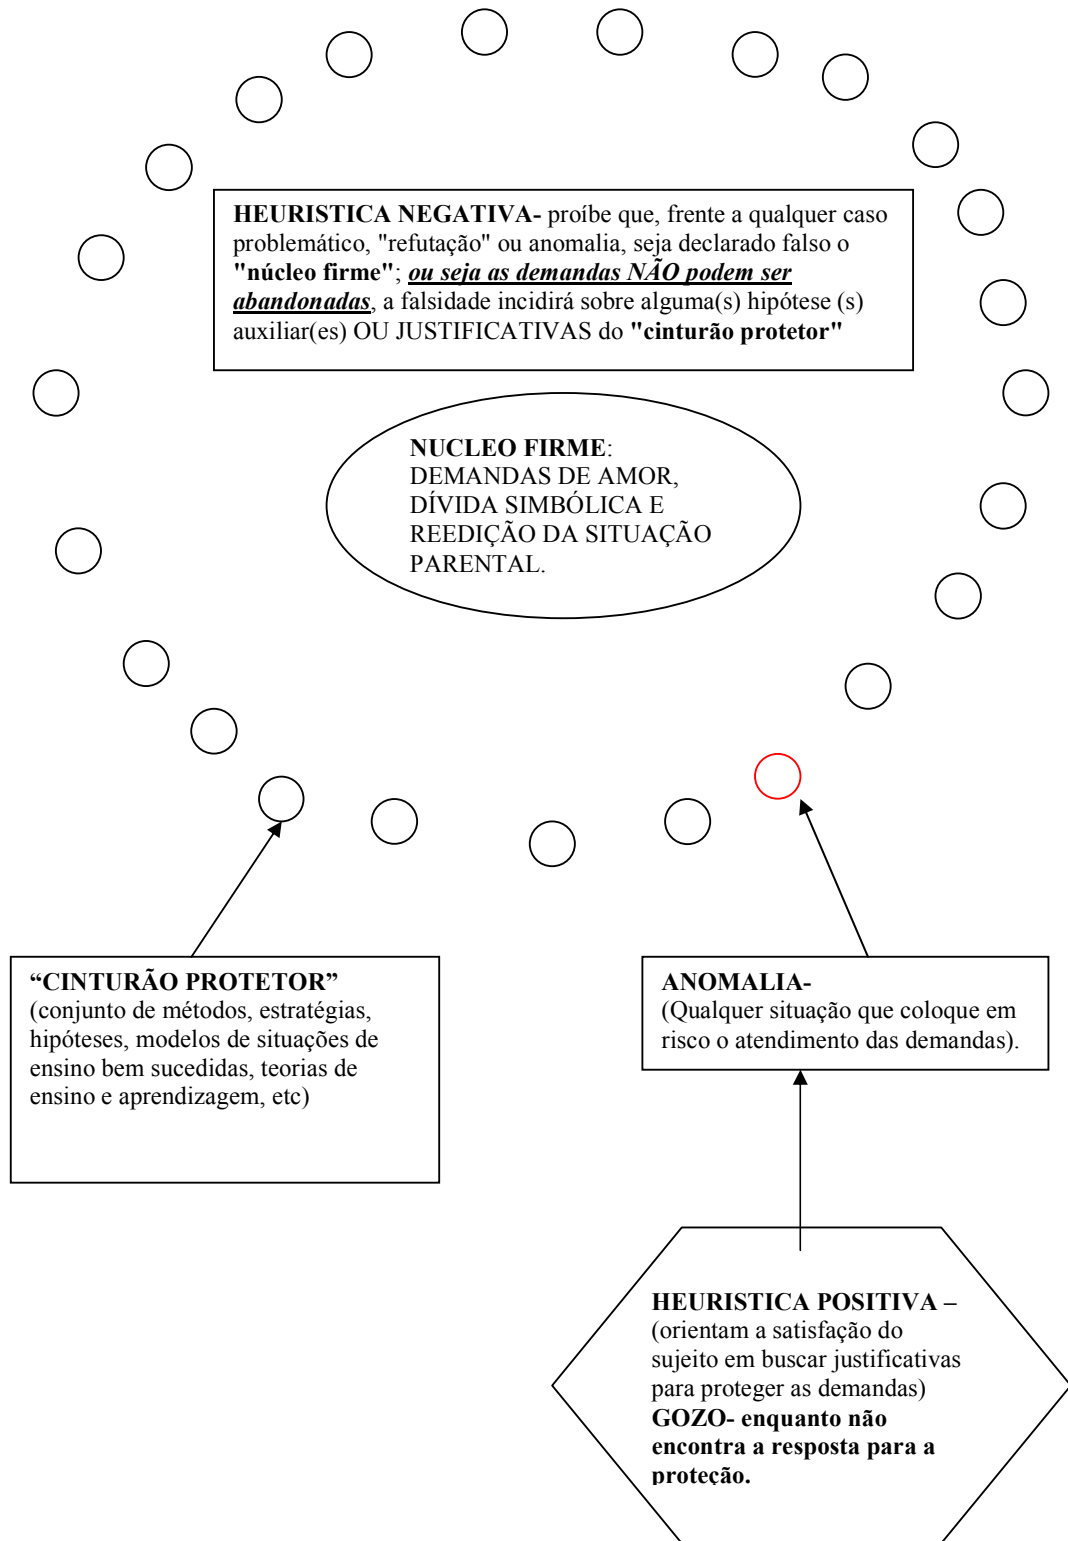 HEURISTICA NEGATIVA- proíbe que, frente a qualquer caso
problemático, "refutação" ou anomalia, seja declarado falso o
"núcleo firme"; ou seja as demandas NÃO podem ser
abandonadas, a falsidade incidirá sobre alguma(s) hipótese (s)
auxiliar(es) OU JUSTIFICATIVAS do "cinturão protetor"
NUCLEO FIRME:
DEMANDAS DE AMOR,
DÍVIDA SIMBÓLICA E
REEDIÇÃO DA SITUAÇÃO
PARENTAL.
“CINTURÃO PROTETOR”
(conjunto de métodos, estratégias,
hipóteses, modelos de situações de
ensino bem sucedidas, teorias de
ensino e aprendizagem, etc)
ANOMALIA-
(Qualquer situação que coloque em
risco o atendimento das demandas).
HEURISTICA POSITIVA –
(orientam a satisfação do
sujeito em buscar justificativas
para proteger as demandas)
GOZO- enquanto não
encontra a resposta para a
proteção.